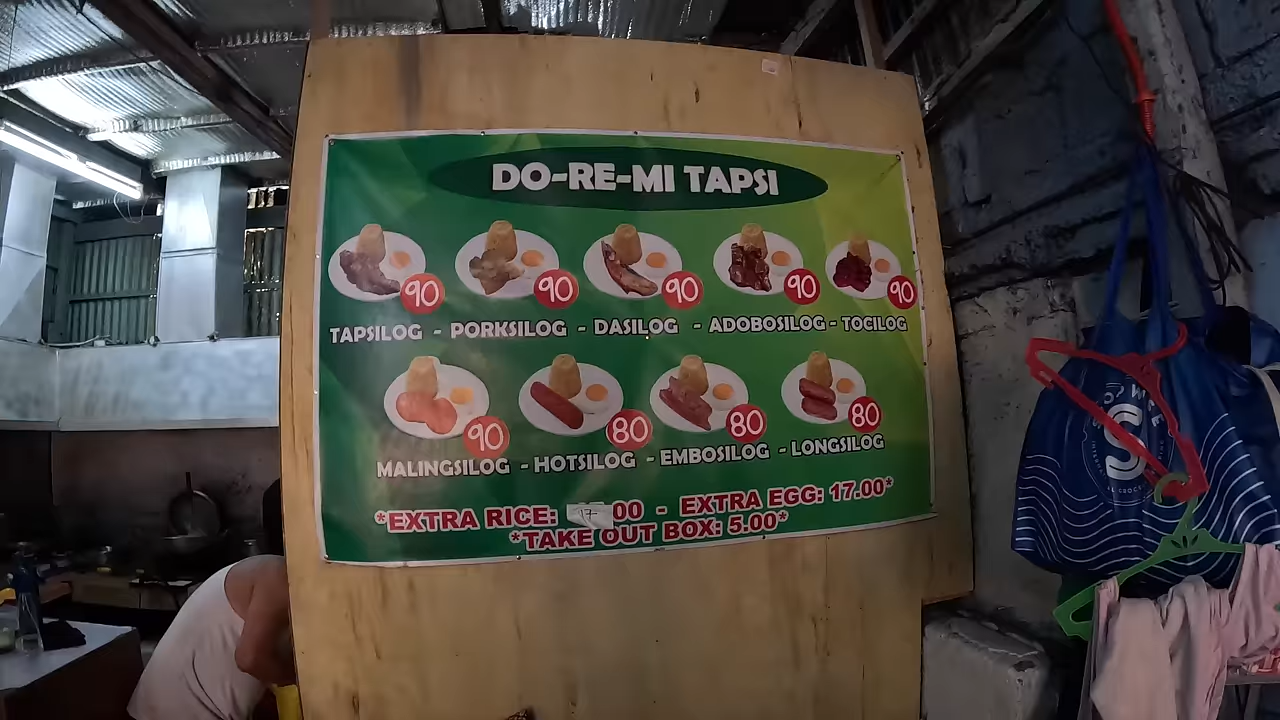 DO-RE-MI TAPSI
90 90 90 90 90
TAPSILOG - PORKSILOG - DASILOG - ADOBOSILOG - TOCILOG
90 80 80 80
MALINGSILOG - HOTSILOG - EMBOSILOG - LONGSILOG
*EXTRA RICE: 17.00 - EXTRA EGG: 17.00*
*TAKE OUT BOX: 5.00*
S